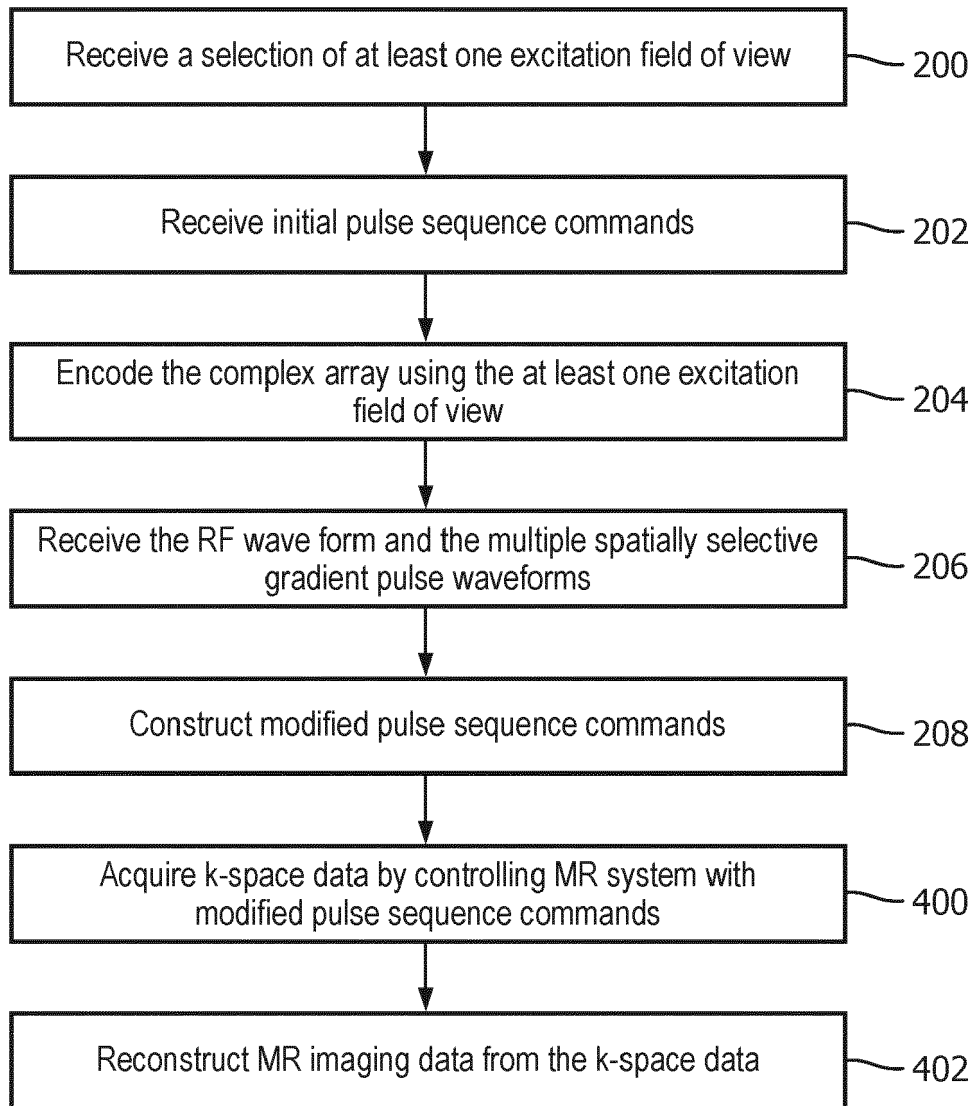 Receive a selection of at least one excitation field of view
200
Receive initial pulse sequence commands
202
Encode the complex array using the at least one excitation
field of view
204
Receive the RF wave form and the multiple spatially selective
gradient pulse waveforms
206
Construct modified pulse sequence commands
208
Acquire k-space data by controlling MR system with
modified pulse sequence commands
400
Reconstruct MR imaging data from the k-space data
402